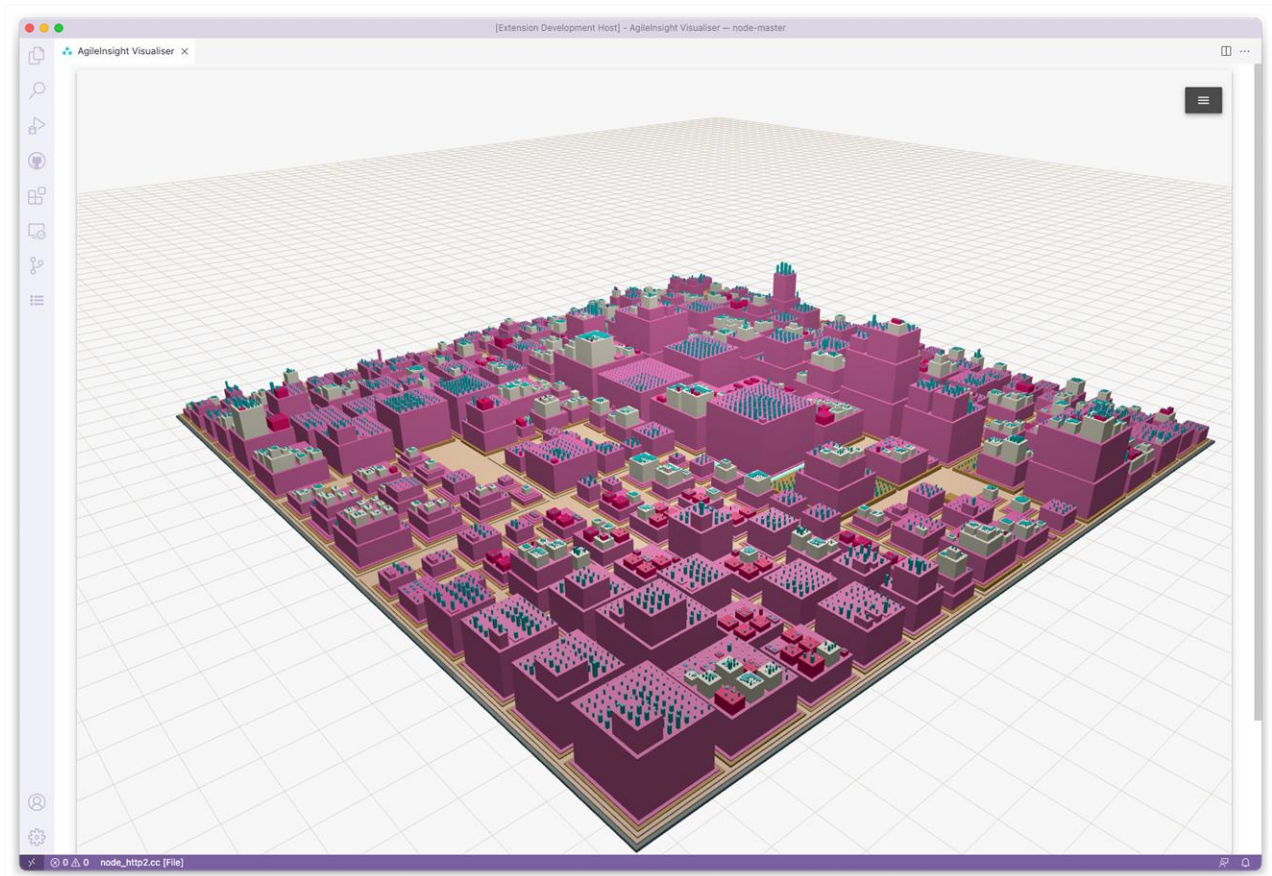 [Extension Development Host] - AgileInsight Visualiser — node-master
AgileInsight Visualiser
0 0 node_http2.cc [File]